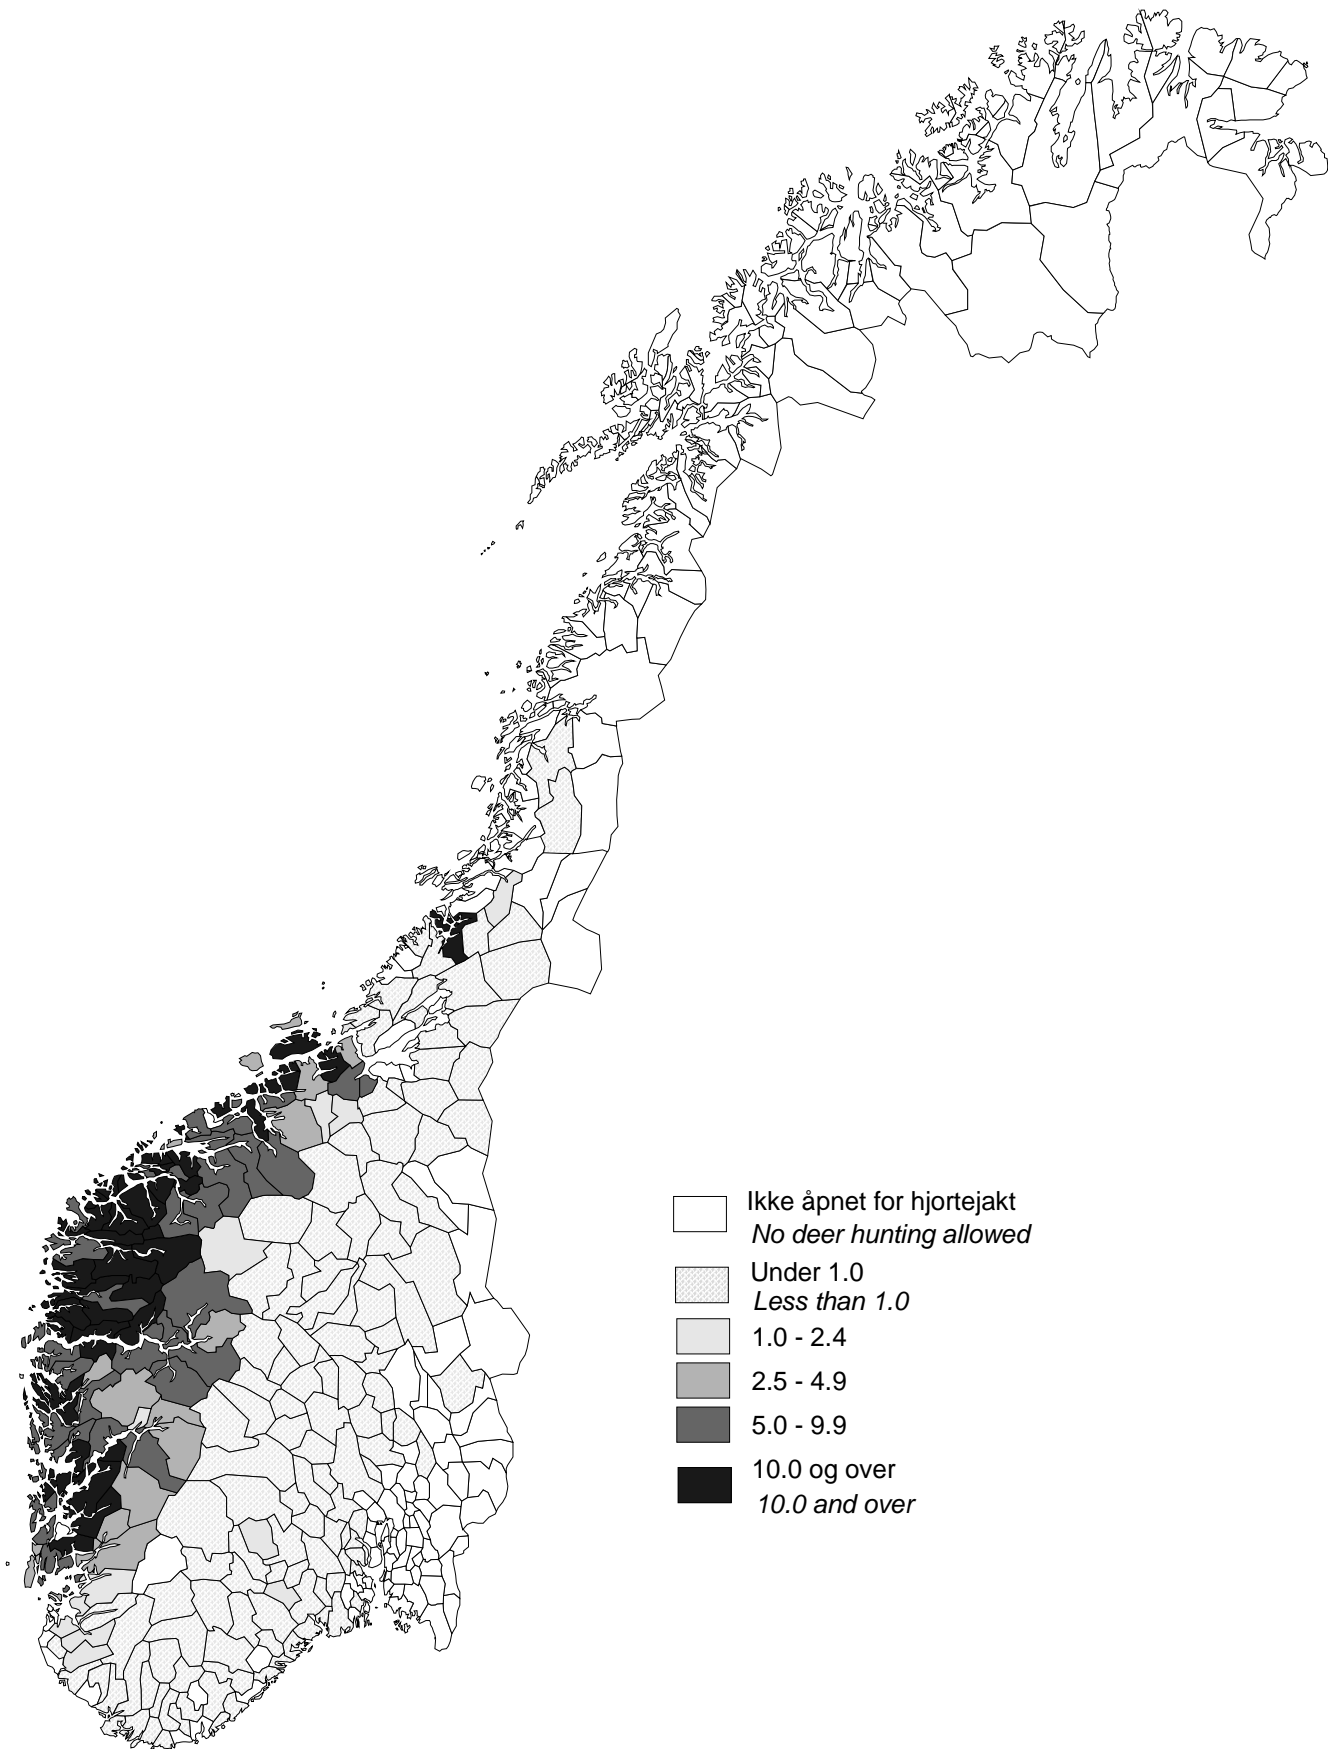 Ikke åpnet for hjortejakt
No deer hunting allowed
Under 1.0
Less than 1.0
1.0 - 2.4
2.5 - 4.9
5.0 - 9.9
10.0 og over
10.0 and over